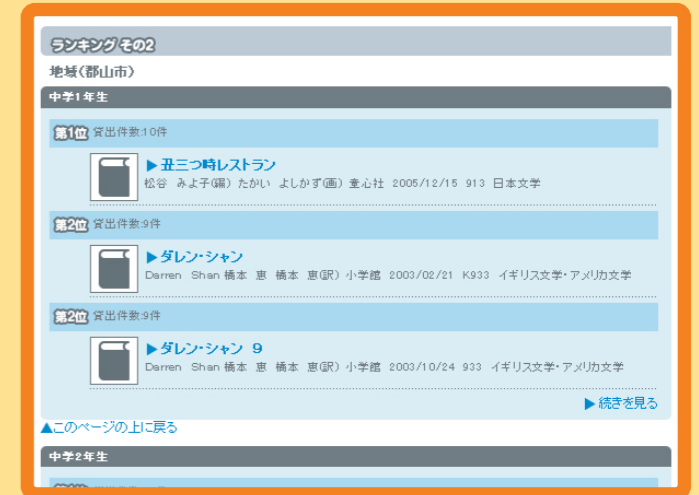 ランキング その2
地域(郡山市)
中学1年生
第1位 貸出件数:10件
▶丑三つ時レストラン
松谷 みよ子(編) たかい よしかず(画) 童心社 2005/12/15 913 日本文学
第2位 貸出件数:9件
▶ダレン・シャン
Darren Shan 橋本 恵 橋本 恵(訳) 小学館 2003/02/21 K933 イギリス文学・アメリカ文学
第2位 貸出件数:9件
▶ダレン・シャン 9
Darren Shan 橋本 恵 橋本 恵(訳) 小学館 2003/10/24 933 イギリス文学・アメリカ文学
▶続きを見る
▲このページの上に戻る
中学2年生